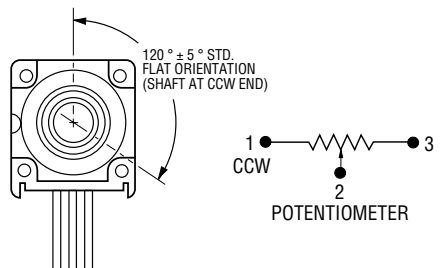 120 ° ± 5 ° STD.
FLAT ORIENTATION
(SHAFT AT CCW END)
1
3
CCW
2
POTENTIOMETER